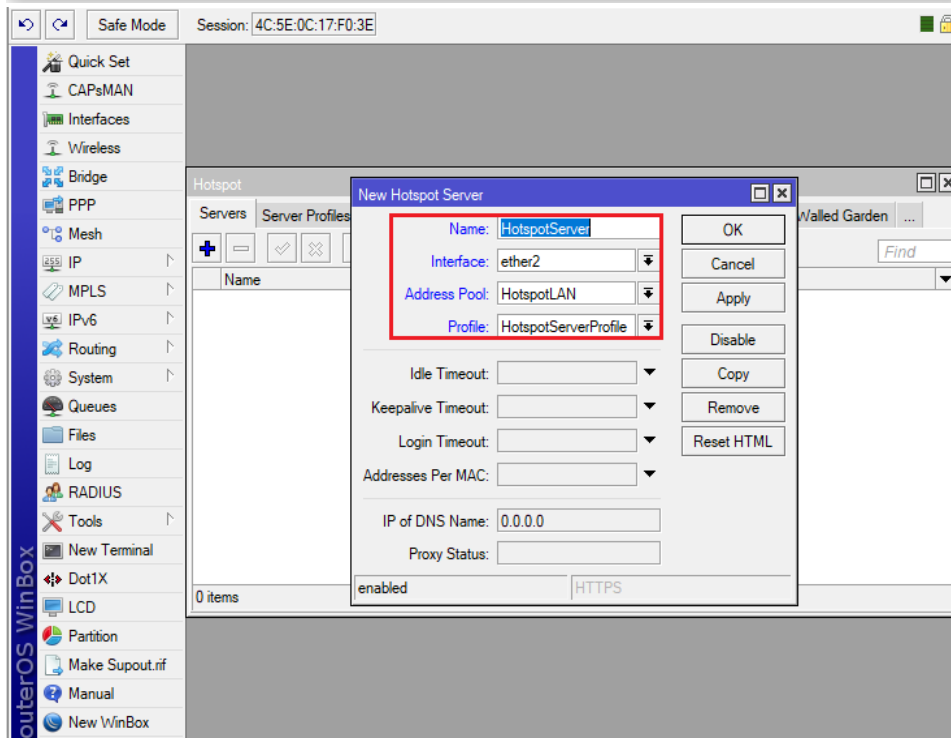 Safe Mode Session: 4C:5E:0C:17:F0:3E
Quick Set
CAPsMAN
Interfaces
Wireless
Bridge
PPP
Mesh
IP
MPLS
IPv6
Routing
System
Queues
Files
Log
RADIUS
Tools
New Terminal
Dot1X
LCD
Partition
Make Supout.rif
Manual
New WinBox
outerOS WinBox
Hotspot
Servers Server Profiles Walled Garden ...
Find
Name
0 items
New Hotspot Server
Name: HotspotServer
Interface: ether2
Address Pool: HotspotLAN
Profile: HotspotServerProfile
Idle Timeout:
Keepalive Timeout:
Login Timeout:
Addresses Per MAC:
IP of DNS Name: 0.0.0.0
Proxy Status:
enabled HTTPS
OK
Cancel
Apply
Disable
Copy
Remove
Reset HTML